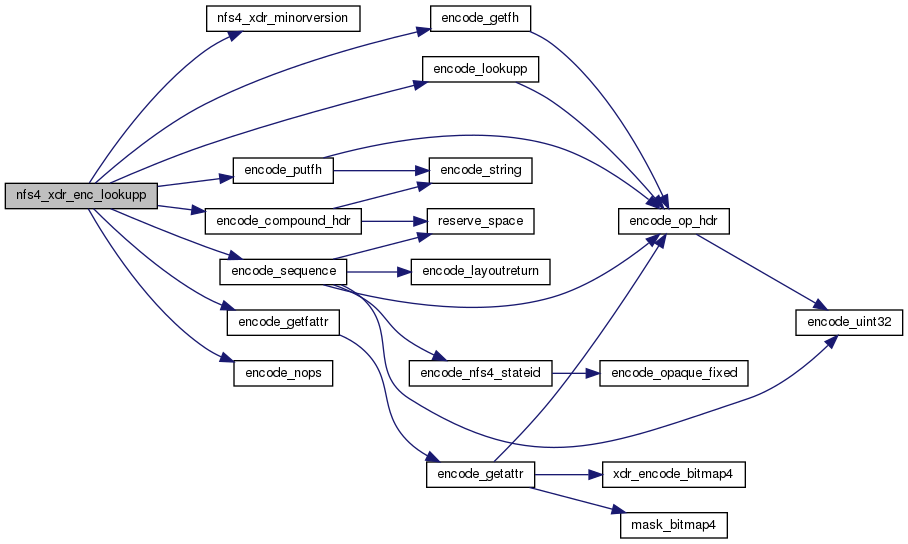 nfs4_xdr_minorversion
encode_getfh
encode_lookupp
encode_putfh
encode_string
nfs4_xdr_enc_lookupp
encode_compound_hdr
reserve_space
encode_op_hdr
encode_sequence
encode_layoutreturn
encode_getfattr
encode_uint32
encode_nops
encode_nfs4_stateid
encode_opaque_fixed
encode_getattr
xdr_encode_bitmap4
mask_bitmap4